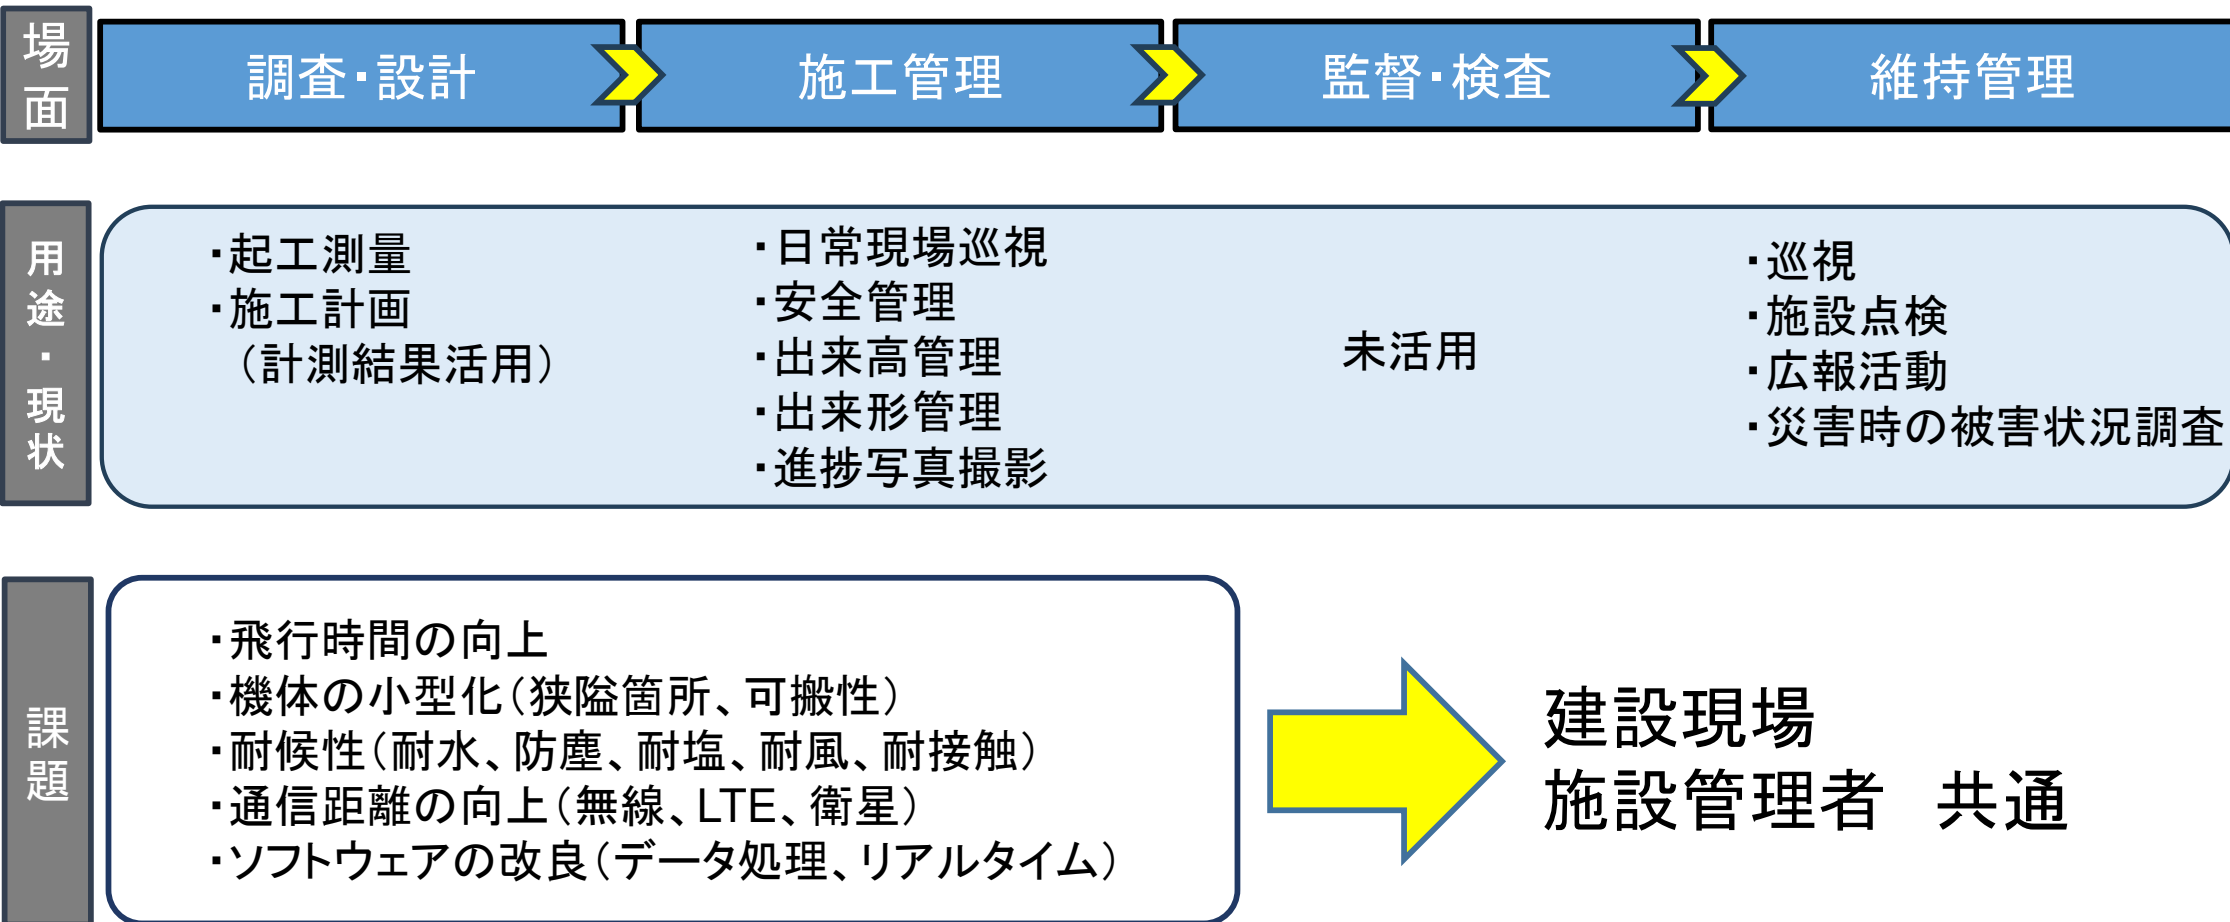 場面
調査・設計
施工管理
監督・検査
維持管理
用途・現状
・起工測量
・施工計画
（計測結果活用）
・日常現場巡視
・安全管理
・出来高管理
・出来形管理
・進捗写真撮影
未活用
・巡視
・施設点検
・広報活動
・災害時の被害状況調査
課題
・飛行時間の向上
・機体の小型化（狭隘箇所、可搬性）
・耐候性（耐水、防塵、耐塩、耐風、耐接触）
・通信距離の向上（無線、LTE、衛星）
・ソフトウェアの改良（データ処理、リアルタイム）
建設現場
施設管理者　共通